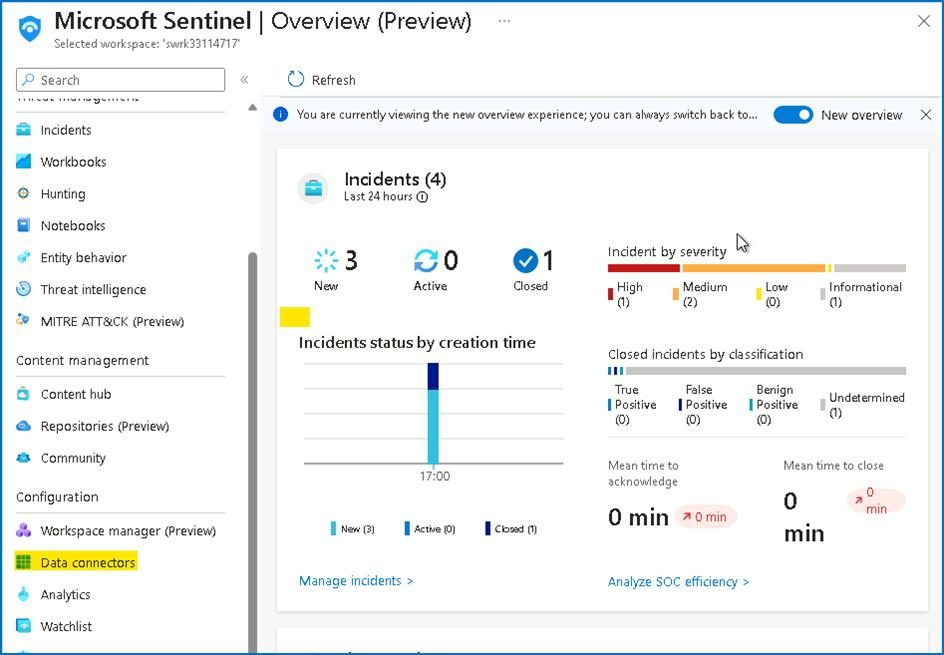 Microsoft Sentinel | Overview (Preview) ...
Selected workspace: 'swrk33114717'
Search
«
Refresh
Threat management
You are currently viewing the new overview experience; you can always switch back to...
New overview
Incidents
Workbooks
Hunting
Notebooks
Entity behavior
Threat intelligence
MITRE ATT&CK (Preview)
Content management
Content hub
Repositories (Preview)
Community
Configuration
Workspace manager (Preview)
Data connectors
Analytics
Watchlist
Incidents (4)
Last 24 hours
3
New
0
Active
1
Closed
Incident by severity
High (1)
Medium (2)
Low (0)
Informational (1)
Incidents status by creation time
17:00
New (3)
Active (0)
Closed (1)
Closed incidents by classification
True Positive (0)
False Positive (0)
Benign Positive (0)
Undetermined (1)
Mean time to acknowledge
0 min
0 min
Mean time to close
0 min
0 min
Manage incidents >
Analyze SOC efficiency >